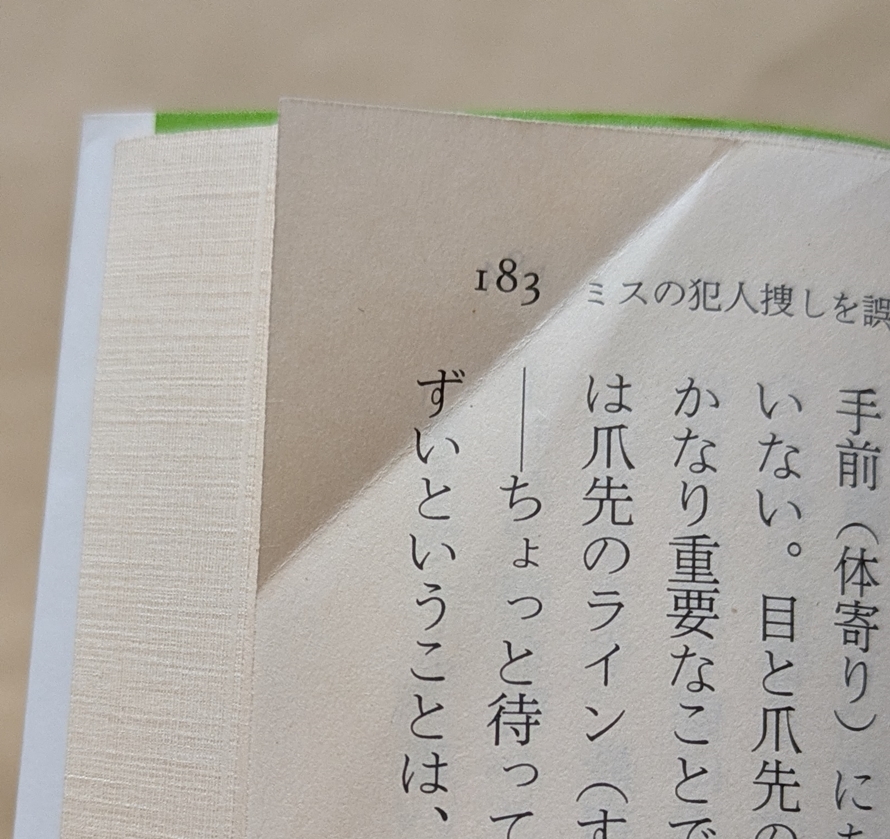 183 ミスの犯人捜しを誤
手前（体寄り）に
いない。目と爪先の
かなり重要なことで
は爪先のライン（す
――ちょっと待って
ずいということは、